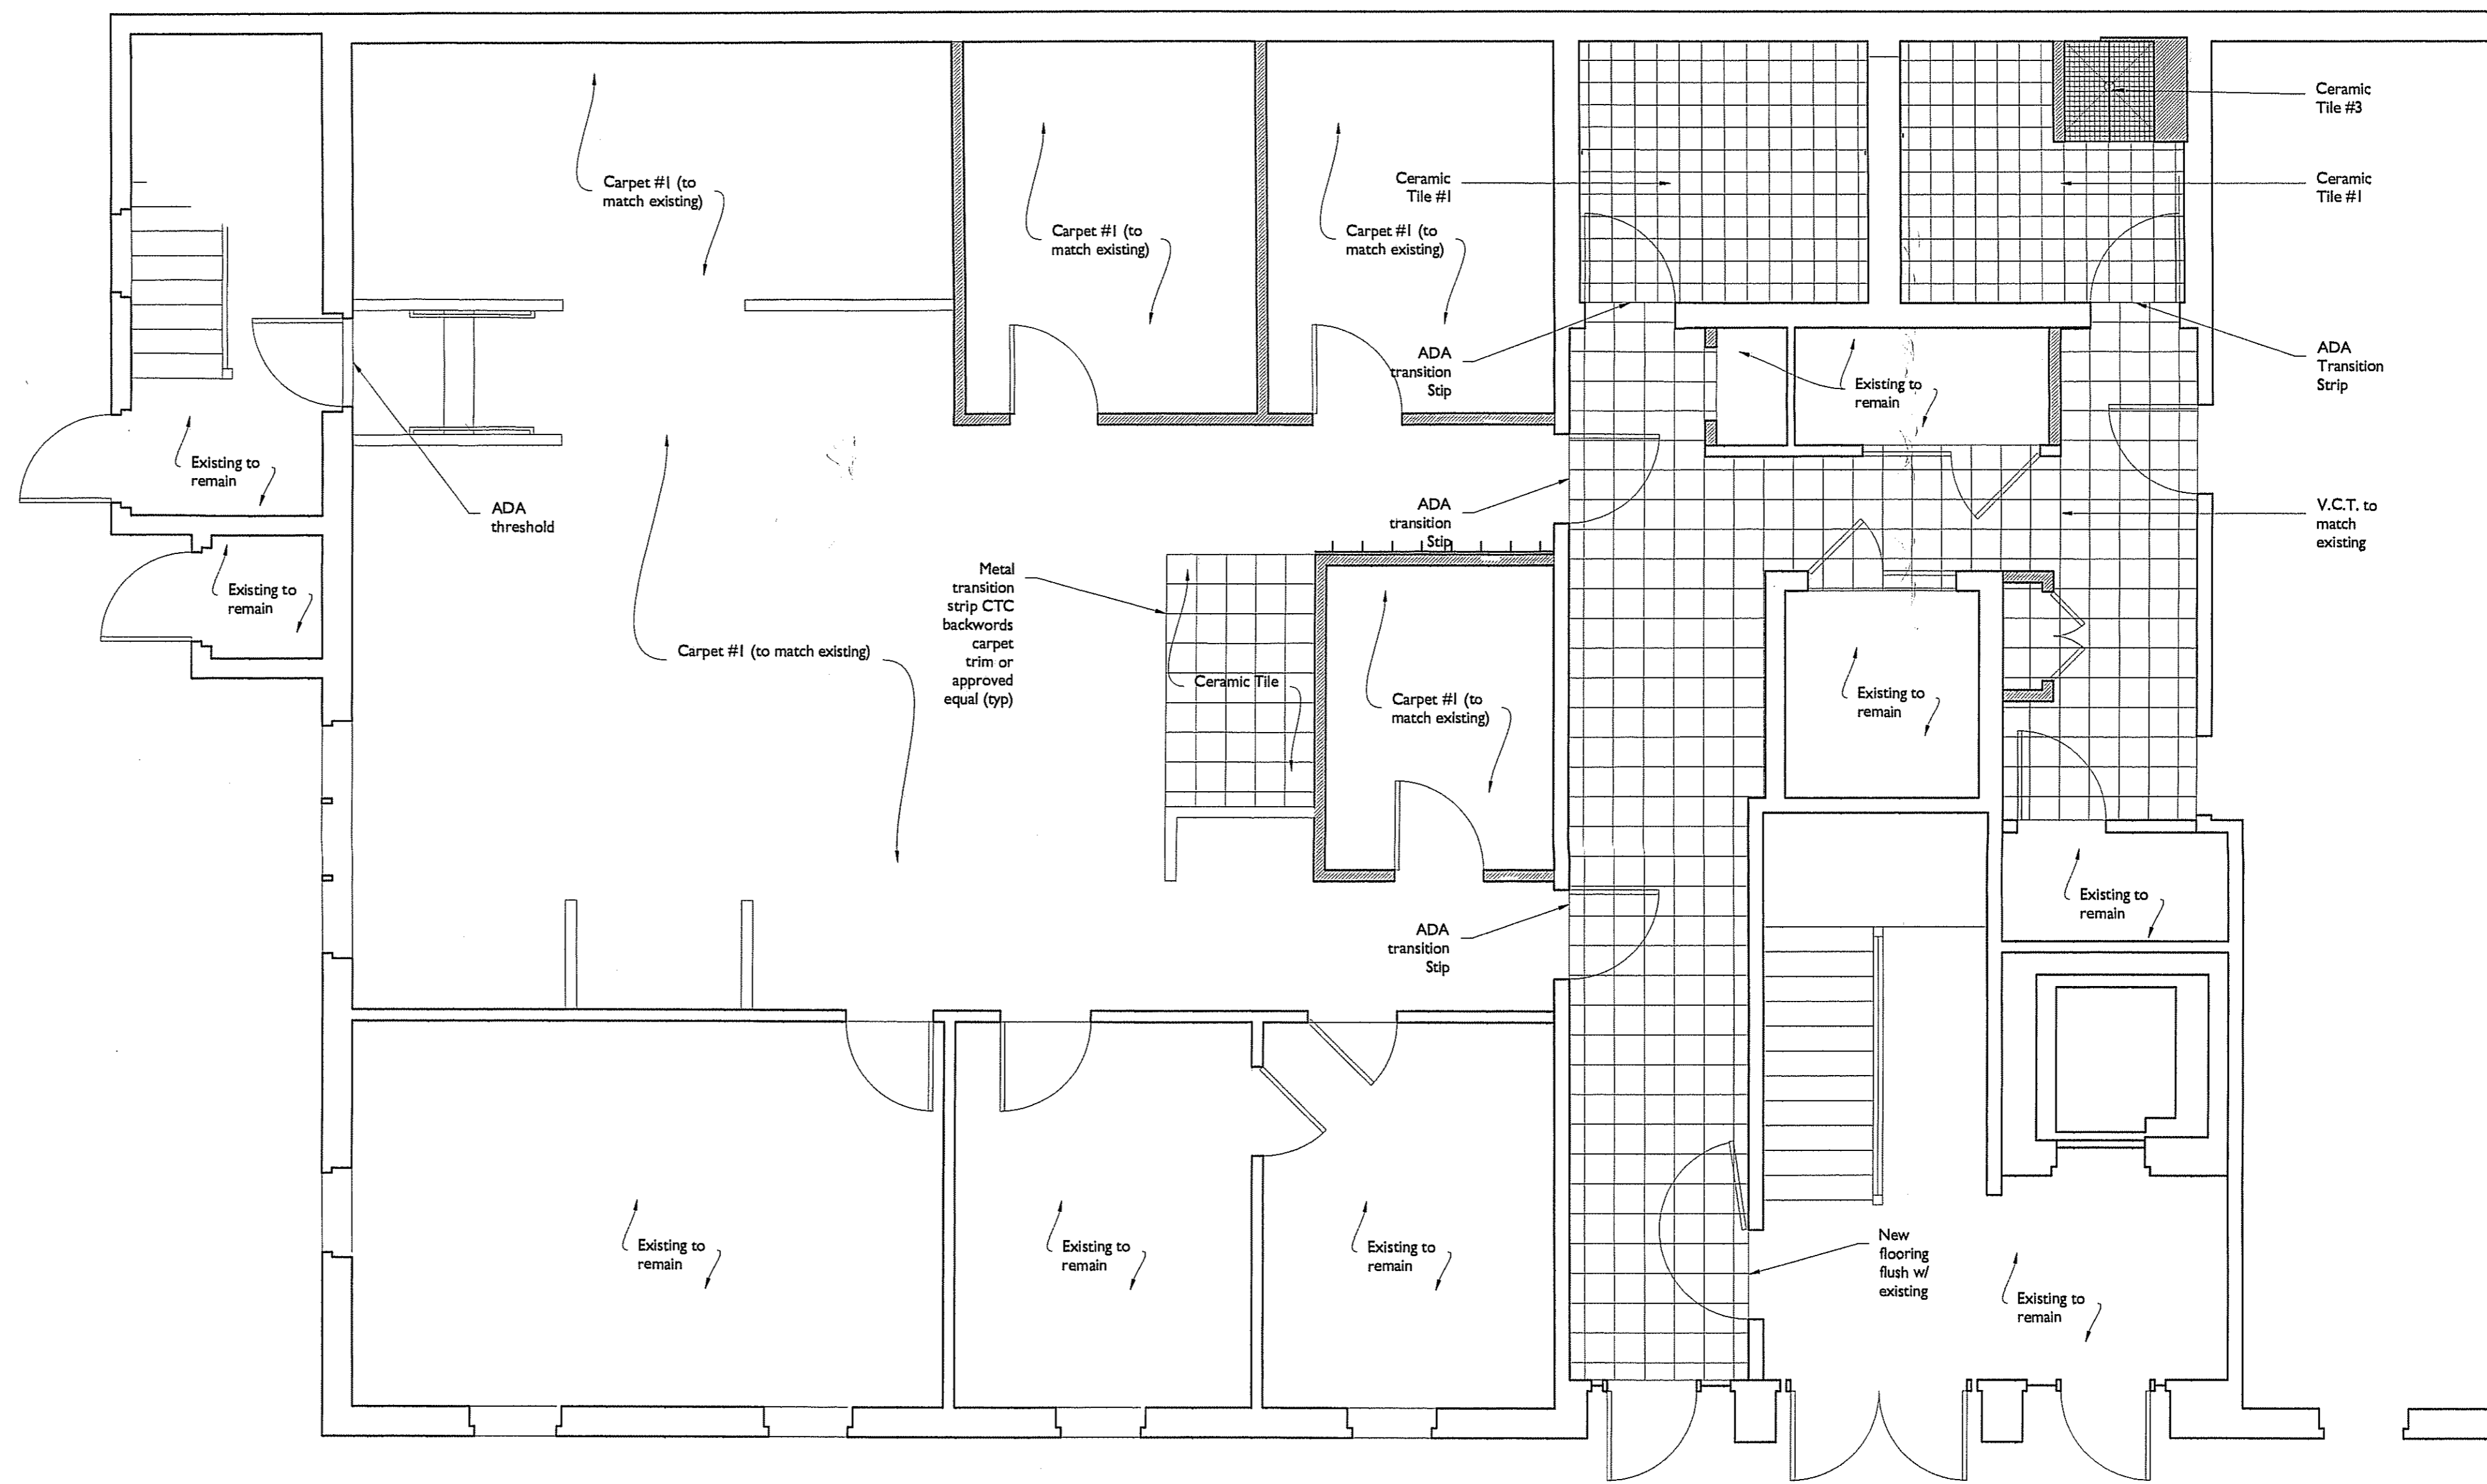 Ceramic
Tile #3
Carpet #1 (to
match existing)
Ceramic
Tile #1
Ceramic
Tile #1
Carpet #1 (to
match existing)
Carpet #1 (to
match existing)
ADA
transition
Stip
Existing to
remain
ADA
Transition
Strip
Existing to
remain
ADA
threshold
ADA
transition
Stip
V.C.T. to
match
existing
Existing to
remain
Metal
transition
strip CTC
backwords
carpet
trim or
approved
equal (typ)
Carpet #1 (to match existing)
Ceramic Tile
Carpet #1 (to
match existing)
Existing to
remain
Existing to
remain
ADA
transition
Stip
Existing to
remain
Existing to
remain
Existing to
remain
New
flooring
flush w/
existing
Existing to
remain